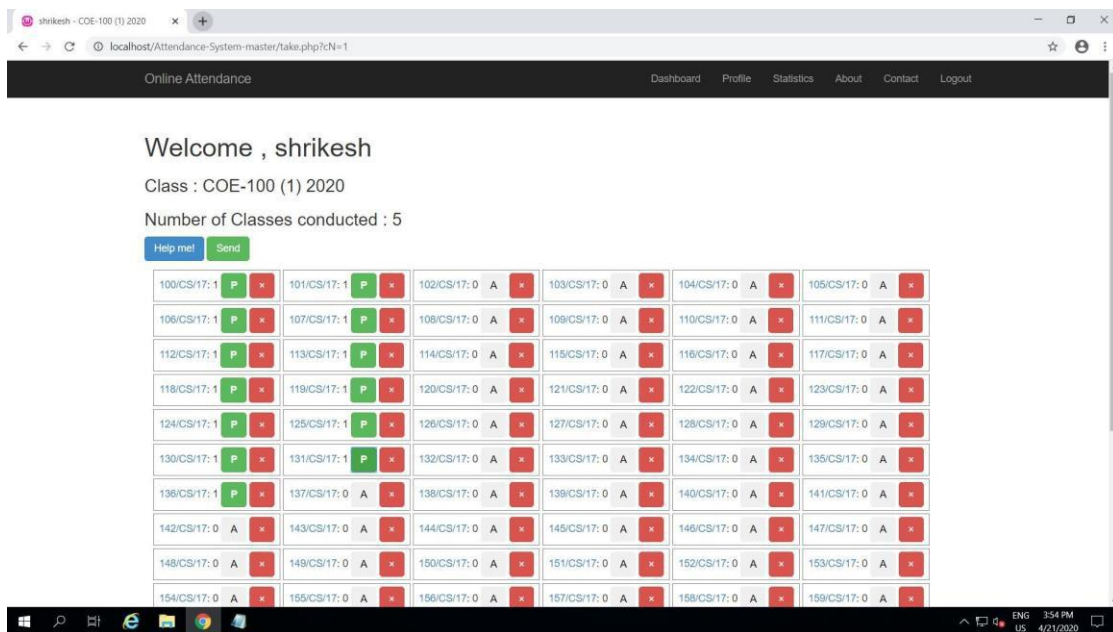 shrikesh - COE-100 (1) 2020
localhost/Attendance-System-master/take.php?cN=1
Online Attendance Dashboard Profile Statistics About Contact Logout
Welcome , shrikesh
Class : COE-100 (1) 2020
Number of Classes conducted : 5
Help me! Send
100/CS/17: 1 P × 101/CS/17: 1 P × 102/CS/17: 0 A × 103/CS/17: 0 A × 104/CS/17: 0 A × 105/CS/17: 0 A ×
106/CS/17: 1 P × 107/CS/17: 1 P × 108/CS/17: 0 A × 109/CS/17: 0 A × 110/CS/17: 0 A × 111/CS/17: 0 A ×
112/CS/17: 1 P × 113/CS/17: 1 P × 114/CS/17: 0 A × 115/CS/17: 0 A × 116/CS/17: 0 A × 117/CS/17: 0 A ×
118/CS/17: 1 P × 119/CS/17: 1 P × 120/CS/17: 0 A × 121/CS/17: 0 A × 122/CS/17: 0 A × 123/CS/17: 0 A ×
124/CS/17: 1 P × 125/CS/17: 1 P × 126/CS/17: 0 A × 127/CS/17: 0 A × 128/CS/17: 0 A × 129/CS/17: 0 A ×
130/CS/17: 1 P × 131/CS/17: 1 P × 132/CS/17: 0 A × 133/CS/17: 0 A × 134/CS/17: 0 A × 135/CS/17: 0 A ×
136/CS/17: 1 P × 137/CS/17: 0 A × 138/CS/17: 0 A × 139/CS/17: 0 A × 140/CS/17: 0 A × 141/CS/17: 0 A ×
142/CS/17: 0 A × 143/CS/17: 0 A × 144/CS/17: 0 A × 145/CS/17: 0 A × 146/CS/17: 0 A × 147/CS/17: 0 A ×
148/CS/17: 0 A × 149/CS/17: 0 A × 150/CS/17: 0 A × 151/CS/17: 0 A × 152/CS/17: 0 A × 153/CS/17: 0 A ×
154/CS/17: 0 A × 155/CS/17: 0 A × 156/CS/17: 0 A × 157/CS/17: 0 A × 158/CS/17: 0 A × 159/CS/17: 0 A ×
ENG 3:54 PM
US 4/21/2020